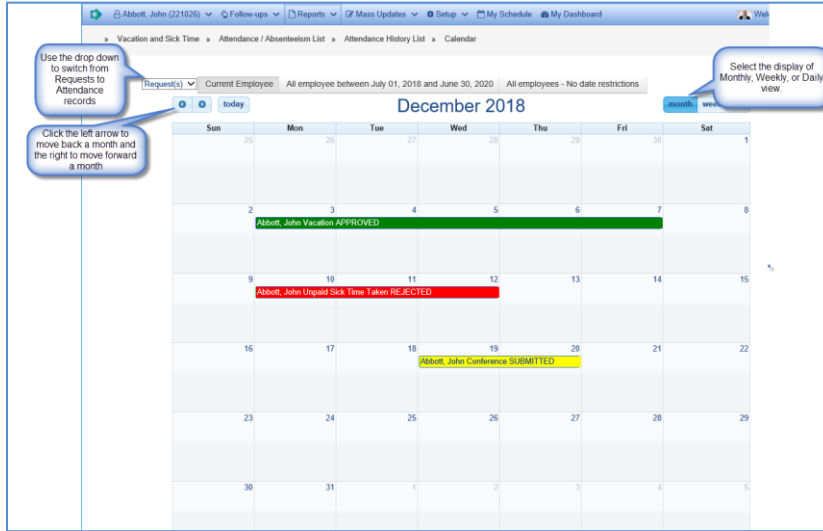 Abbott, John (221026) Follow-ups Reports Mass Updates Setup My Schedule My Dashboard
» Vacation and Sick Time » Attendance / Absenteeism List » Attendance History List » Calendar
Use the drop down
to switch from
Requests to
Attendance
records
Select the display of
Monthly, Weekly, or Daily
view.
Request(s) Current Employee All employee between July 01, 2018 and June 30, 2020 All employees - No date restrictions
today December 2018 month
Click the left arrow to
move back a month and
the right to move forward
a month
Sun Mon Tue Wed Thu Fri Sat
25 26 27 28 29 30 1
2 3 4 5 6 7 8
Abbott, John Vacation APPROVED
9 10 11 12 13 14 15
Abbott, John Unpaid Sick Time Taken REJECTED
16 17 18 19 20 21 22
Abbott, John Conference SUBMITTED
23 24 25 26 27 28 29
30 31 1 2 3 4 5